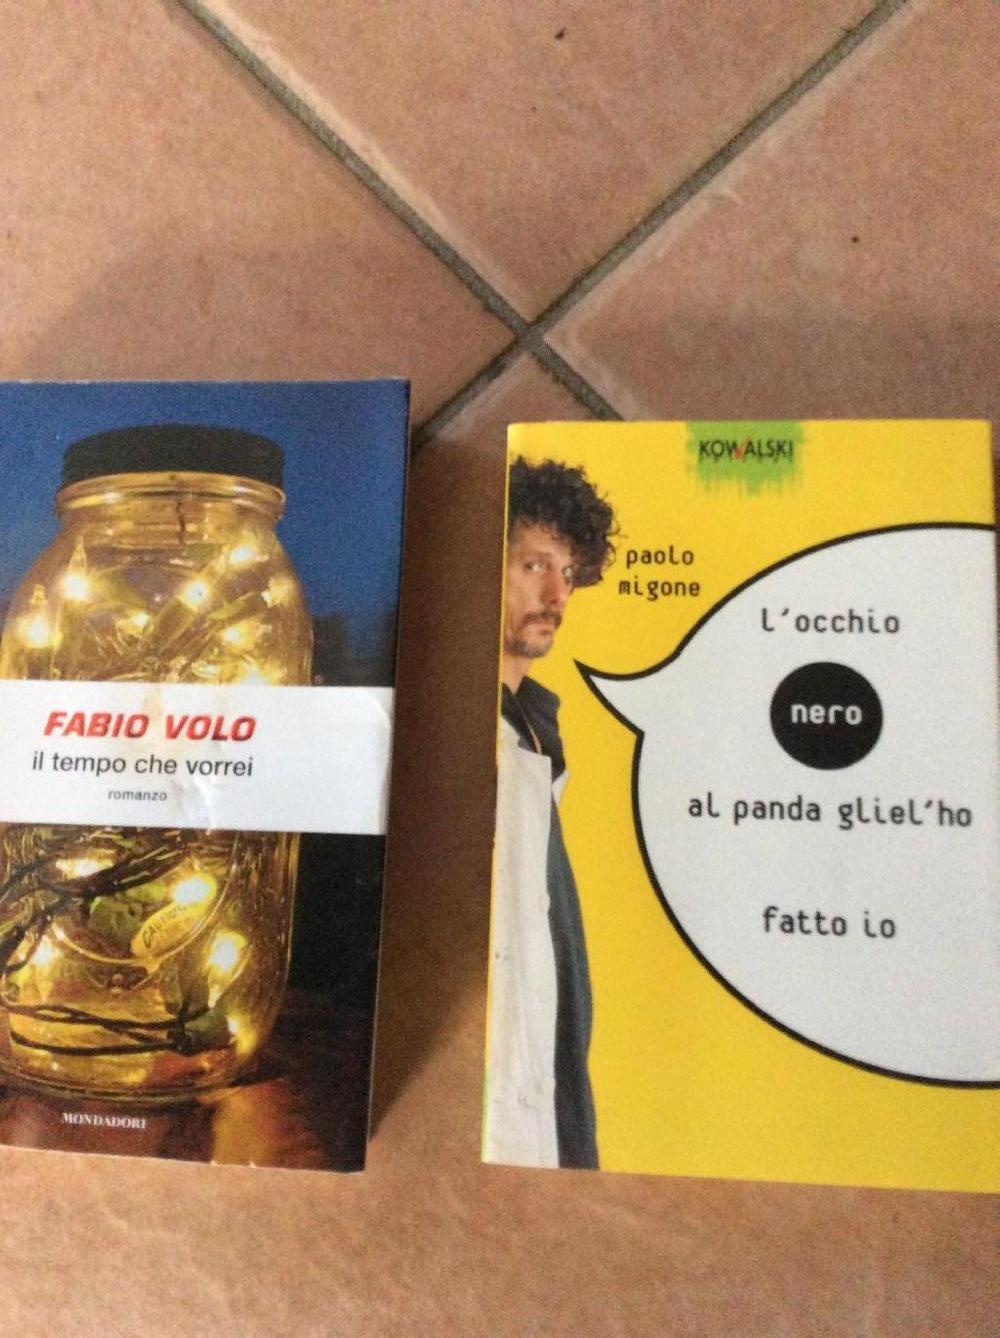 FABIO VOLO
il tempo che vorrei
romanzo
MONDADORI
KOWALSKI
paolo
migone
l'occhio
nero
al panda gliel'ho
fatto io